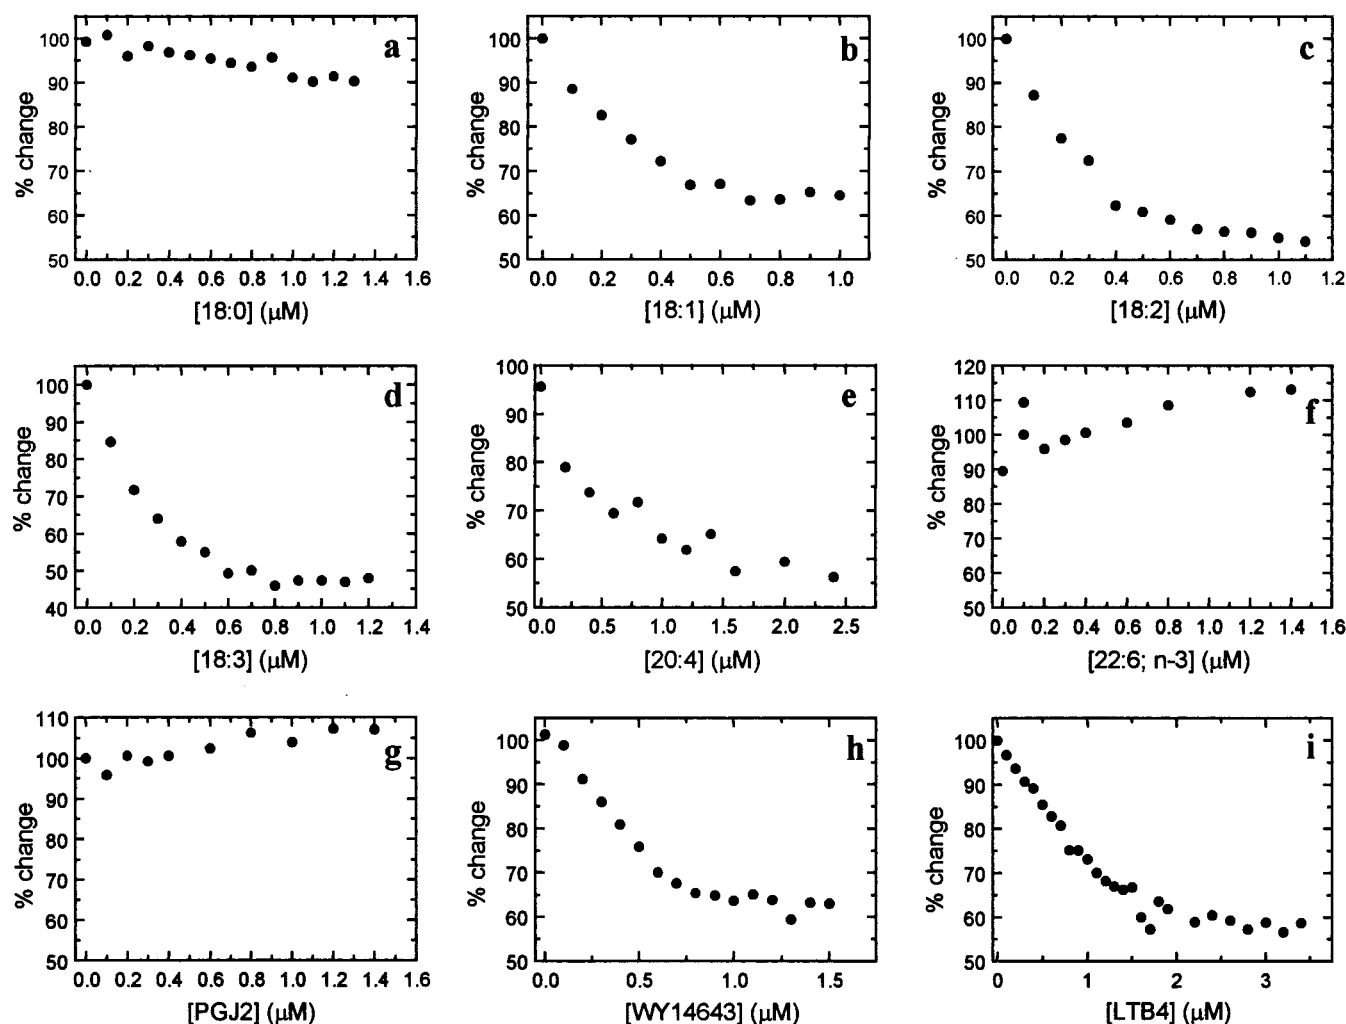 a
% change
100
90
80
70
60
50
0.0 0.2 0.4 0.6 0.8 1.0 1.2 1.4 1.6
[18:0] (μM)
b
% change
100
90
80
70
60
50
0.0 0.2 0.4 0.6 0.8 1.0
[18:1] (μM)
c
% change
100
90
80
70
60
50
0.0 0.2 0.4 0.6 0.8 1.0 1.2
[18:2] (μM)
d
% change
100
90
80
70
60
50
40
0.0 0.2 0.4 0.6 0.8 1.0 1.2 1.4
[18:3] (μM)
e
% change
100
90
80
70
60
50
0.0 0.5 1.0 1.5 2.0 2.5
[20:4] (μM)
f
% change
120
110
100
90
80
70
60
50
0.0 0.2 0.4 0.6 0.8 1.0 1.2 1.4 1.6
[22:6; n-3] (μM)
g
% change
110
100
90
80
70
60
50
0.0 0.2 0.4 0.6 0.8 1.0 1.2 1.4 1.6
[PGJ2] (μM)
h
% change
100
90
80
70
60
50
0.0 0.5 1.0 1.5
[WY14643] (μM)
i
% change
100
90
80
70
60
50
0 1 2 3
[LTB4] (μM)